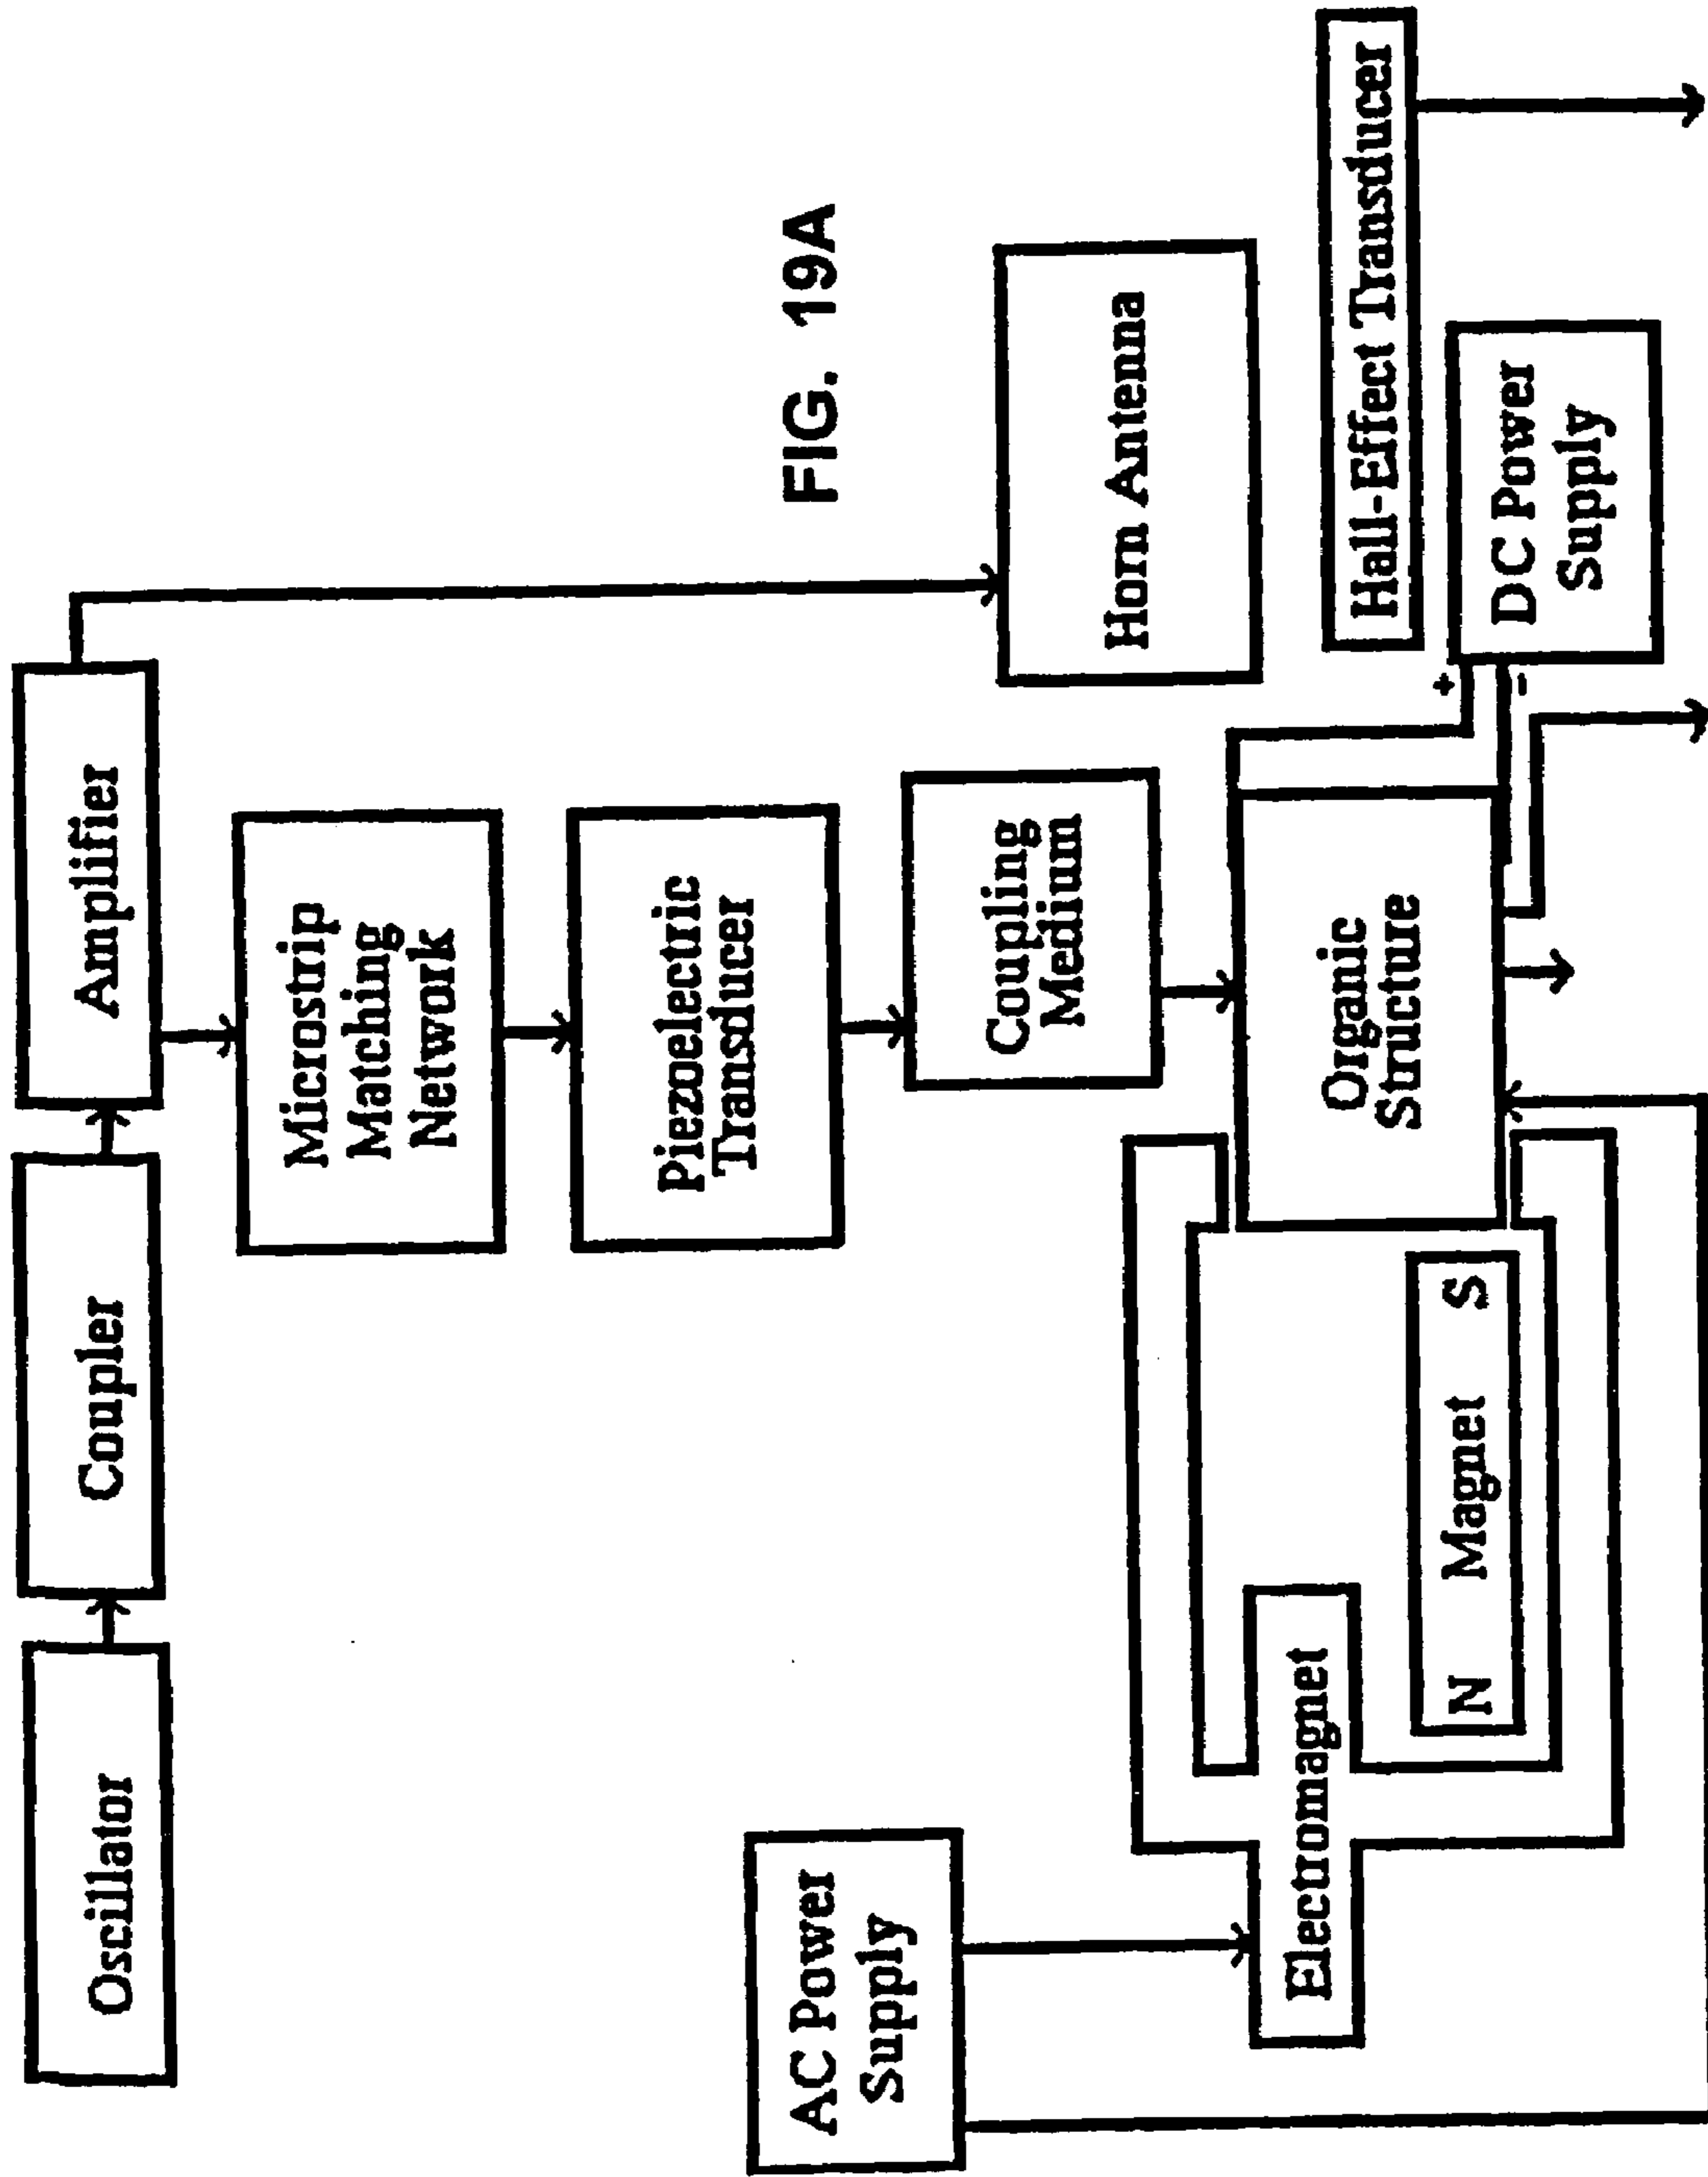 Oscillator
Coupler
Amplifier
Microstrip
Matching
Network
Piezoelectric
Transducer
FIG. 19A
AC Power
Supply
Coupling
Medium
Horn Antenna
Electromagnet
N Magnet S
Organic
Structure
Hall-Effect Transducer
+
-
DC Power
Supply